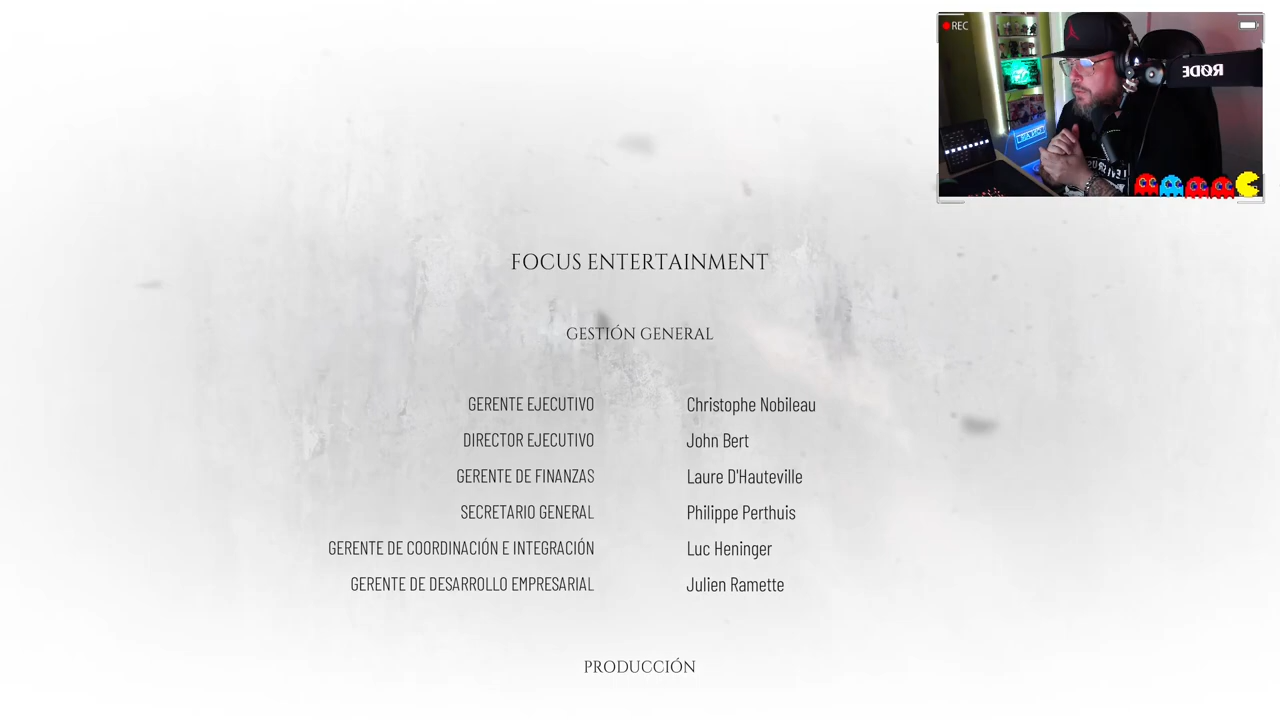 REC
RØDE
FOCUS ENTERTAINMENT
GESTIÓN GENERAL
GERENTE EJECUTIVO Christophe Nobileau
DIRECTOR EJECUTIVO John Bert
GERENTE DE FINANZAS Laure D'Hauteville
SECRETARIO GENERAL Philippe Perthuis
GERENTE DE COORDINACIÓN E INTEGRACIÓN Luc Heninger
GERENTE DE DESARROLLO EMPRESARIAL Julien Ramette
PRODUCCIÓN